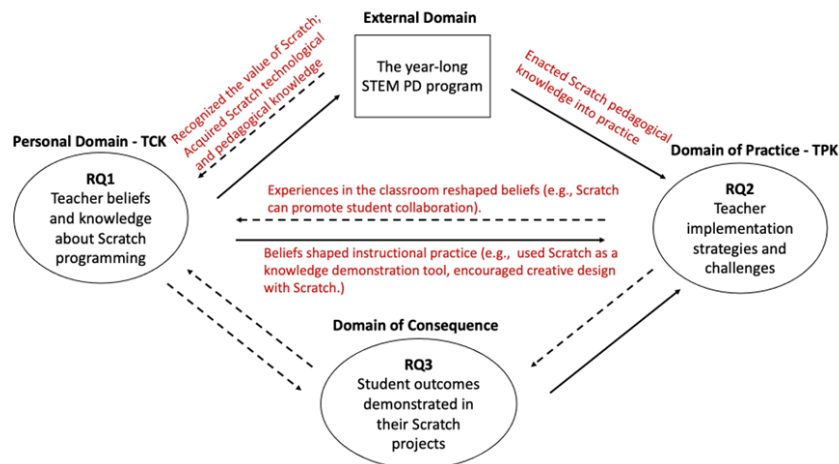 External Domain
The year-long
STEM PD program
Recognized the value of Scratch;
Acquired Scratch technological
and pedagogical knowledge
Enacted Scratch pedagogical
knowledge into practice
Personal Domain - TCK
RQ1
Teacher beliefs
and knowledge
about Scratch
programming
Experiences in the classroom reshaped beliefs (e.g., Scratch
can promote student collaboration).
Beliefs shaped instructional practice (e.g., used Scratch as a
knowledge demonstration tool, encouraged creative design
with Scratch.)
Domain of Practice - TPK
RQ2
Teacher
implementation
strategies and
challenges
Domain of Consequence
RQ3
Student outcomes
demonstrated in
their Scratch
projects